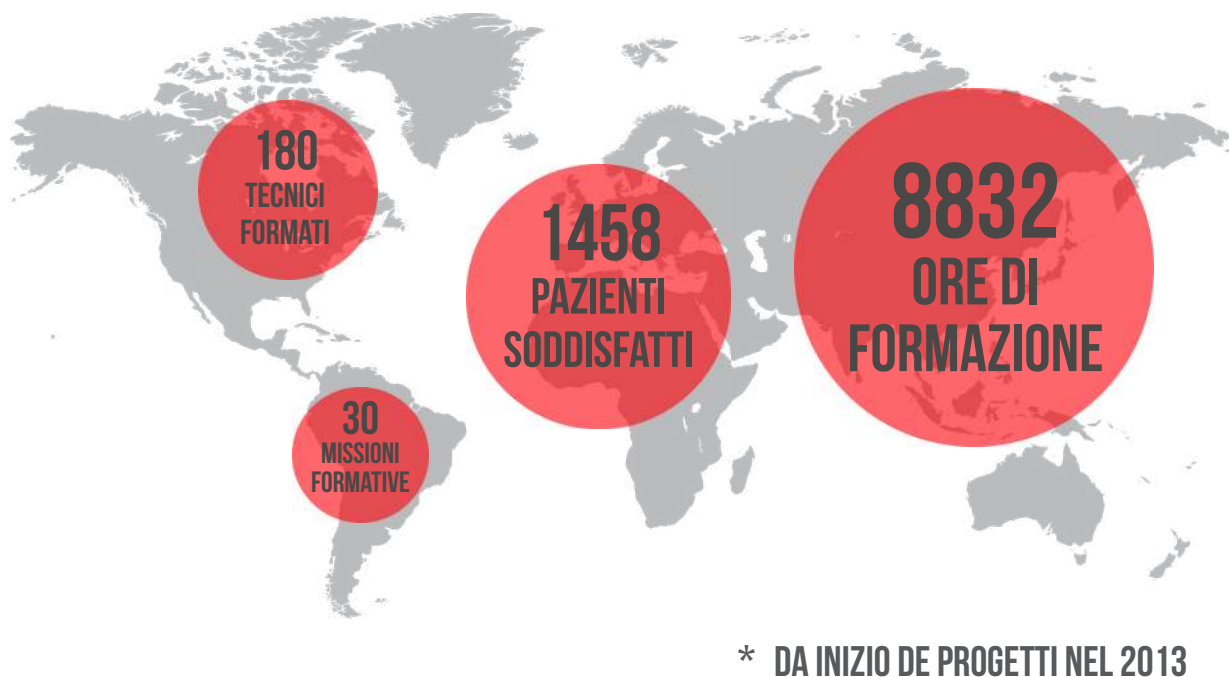 180
TECNICI
FORMATI
1458
PAZIENTI
SODDISFATTI
8832
ORE DI
FORMAZIONE
30
MISSIONI
FORMATIVE
* DA INIZIO DE PROGETTI NEL 2013